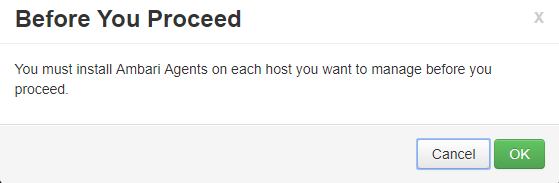 Before You Proceed
x
You must install Ambari Agents on each host you want to manage before you
proceed.
Cancel
OK